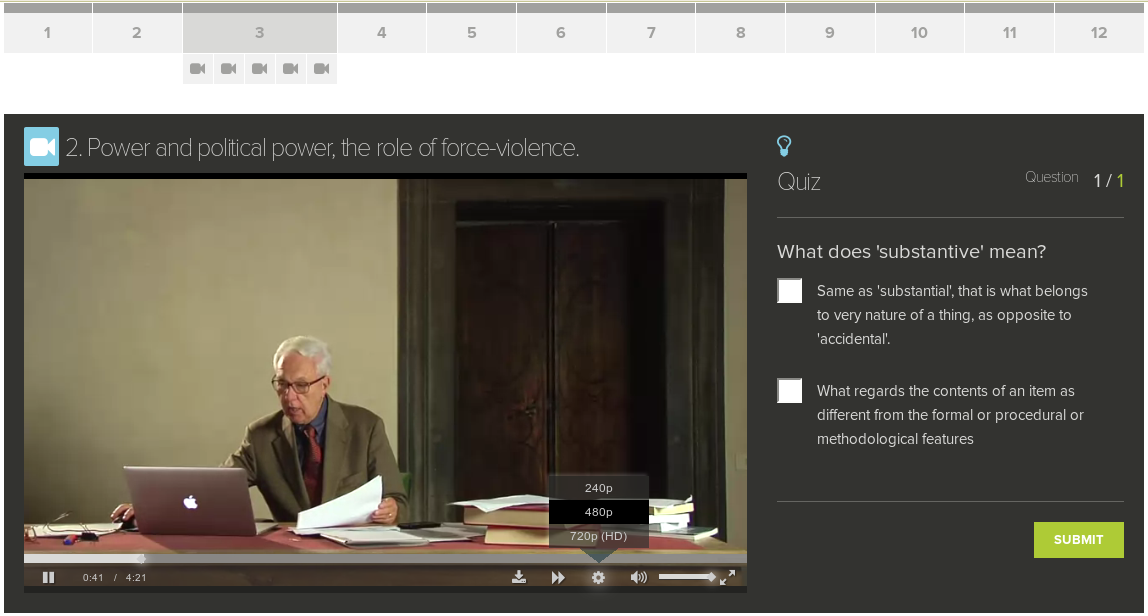 1 2 3 4 5 6 7 8 9 10 11 12
2. Power and political power, the role of force-violence.
Quiz
Question 1 / 1
What does 'substantive' mean?
Same as 'substantial', that is what belongs
to very nature of a thing, as opposite to
'accidental'.
What regards the contents of an item as
different from the formal or procedural or
methodological features
SUBMIT
240p
480p
720p (HD)
0:41 / 4:21